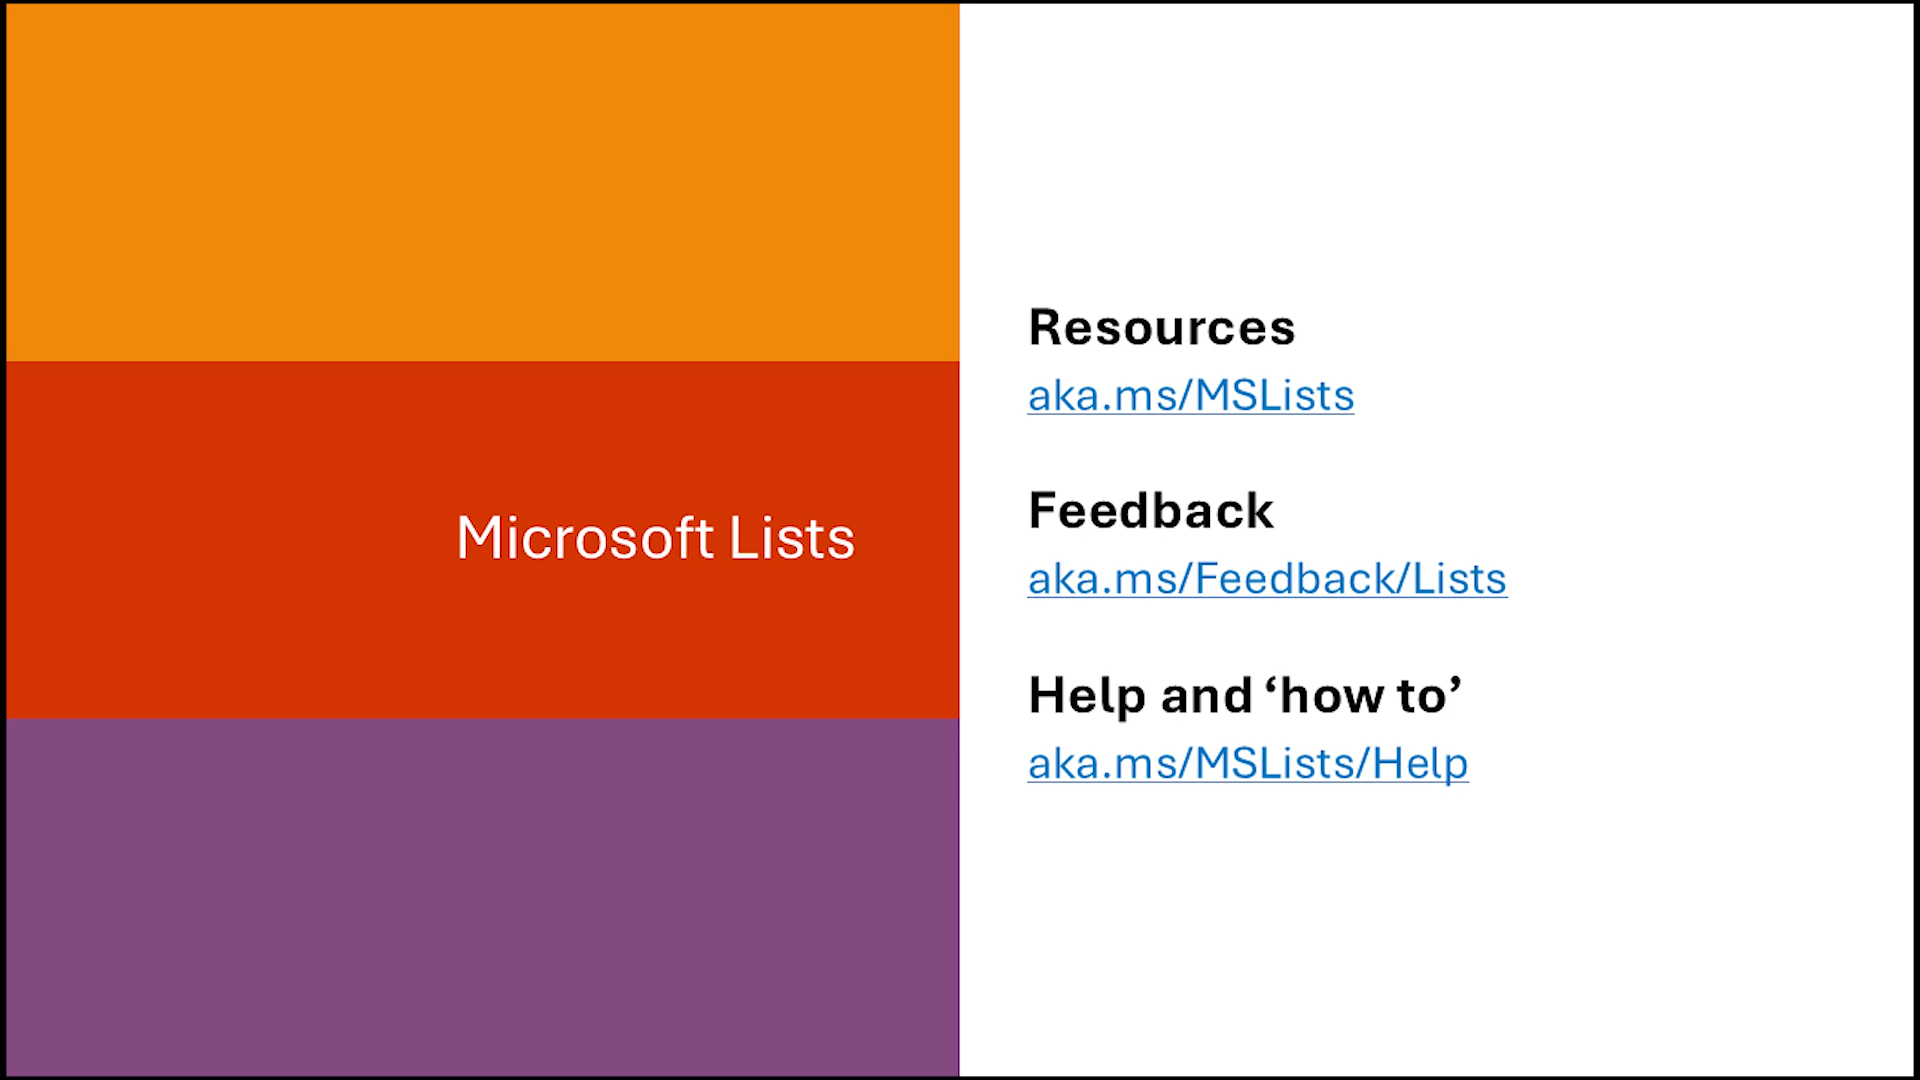 Microsoft Lists
Resources
aka.ms/MSLists
Feedback
aka.ms/Feedback/Lists
Help and ‘how to’
aka.ms/MSLists/Help